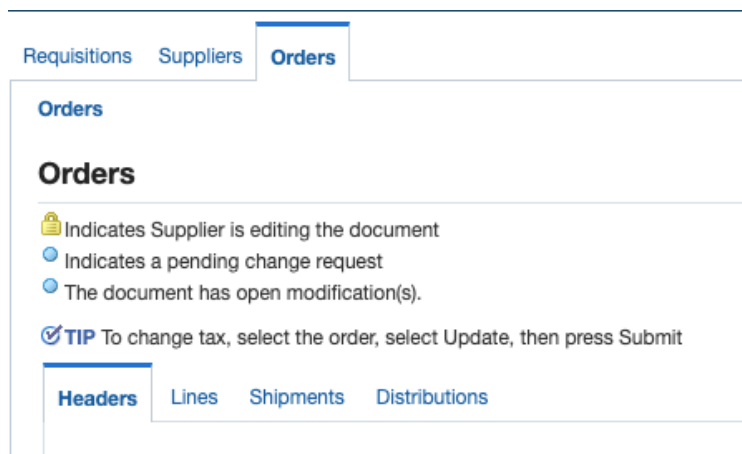 Requisitions Suppliers Orders
Orders
Orders
Indicates Supplier is editing the document
Indicates a pending change request
The document has open modification(s).
TIP To change tax, select the order, select Update, then press Submit
Headers Lines Shipments Distributions